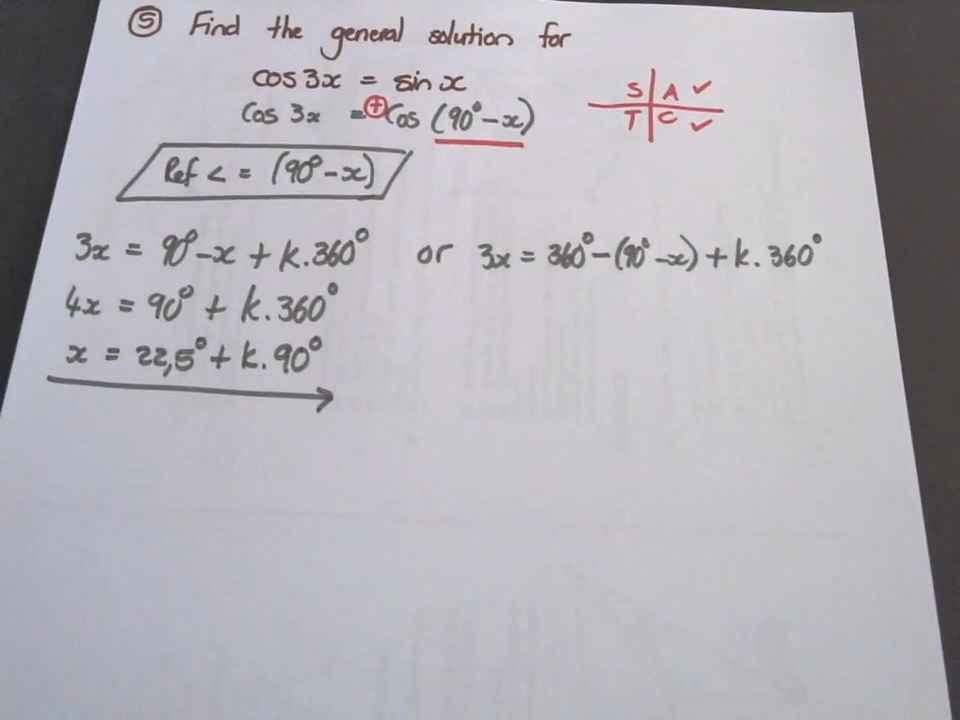 ⑤ Find the general solution for
cos 3x = sin x
Cos 3x = ⊕Cos (90° - x)
S A ✓
T C ✓
Ref < = (90° - x)
3x = 90° - x + k.360° or 3x = 360° - (90° - x) + k. 360°
4x = 90° + k.360°
x = 22,5° + k. 90°